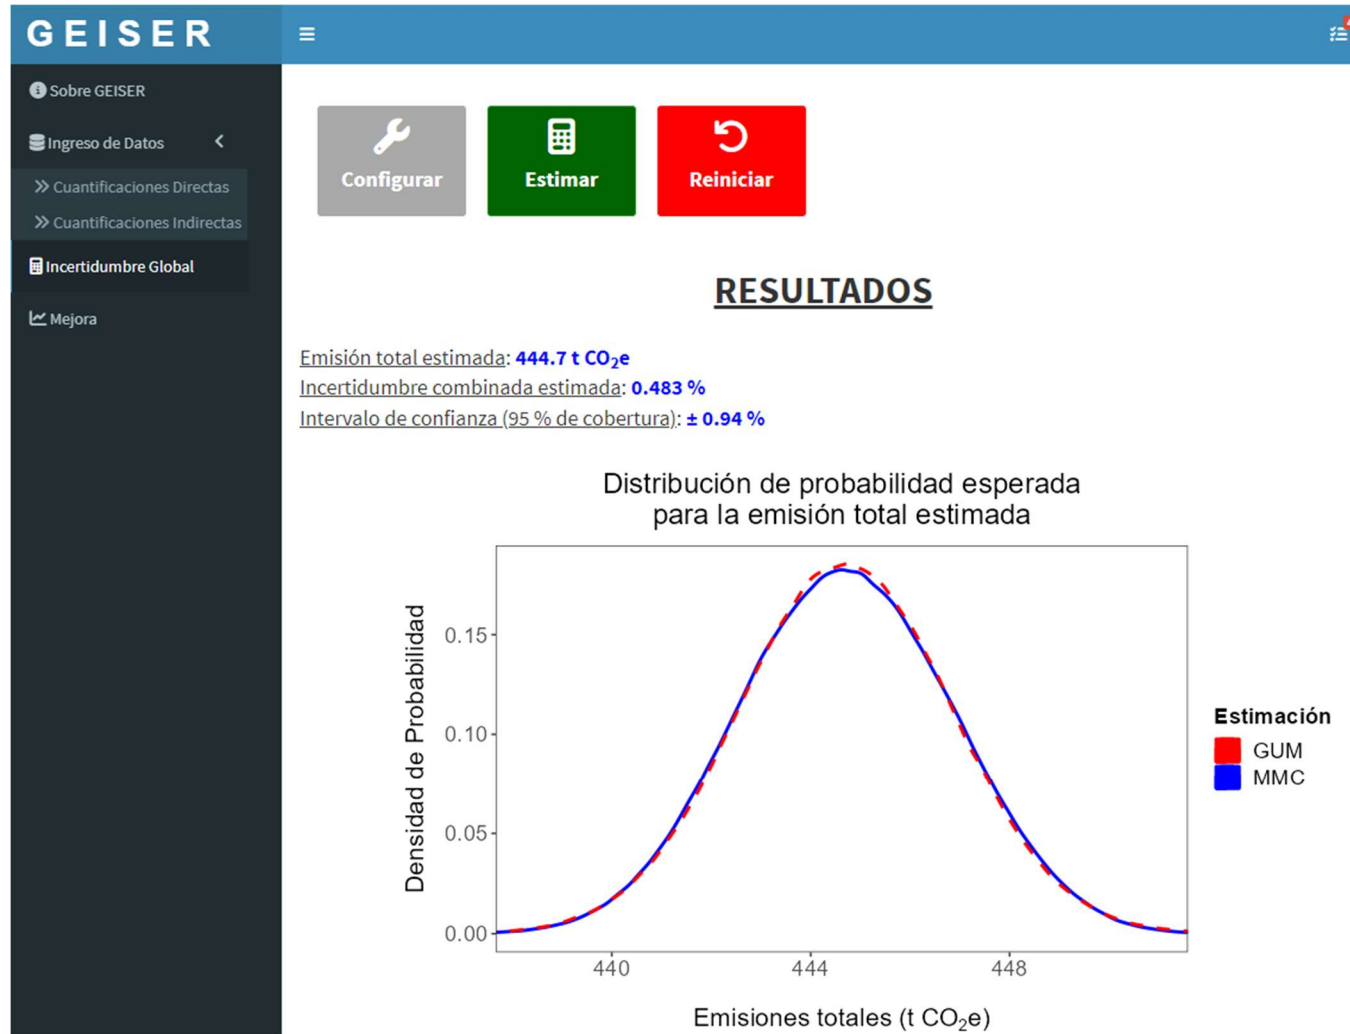 GEISER
Sobre GEISER
Ingreso de Datos
Cuantificaciones Directas
Cuantificaciones Indirectas
Incertidumbre Global
Mejora
Configurar
Estimar
Reiniciar
RESULTADOS
Emisión total estimada: 444.7 t CO₂e
Incertidumbre combinada estimada: 0.483 %
Intervalo de confianza (95 % de cobertura): ± 0.94 %
Distribución de probabilidad esperada
para la emisión total estimada
Densidad de Probabilidad
0.15
0.10
0.05
0.00
440 444 448
Emisiones totales (t CO₂e)
Estimación
GUM
MMC